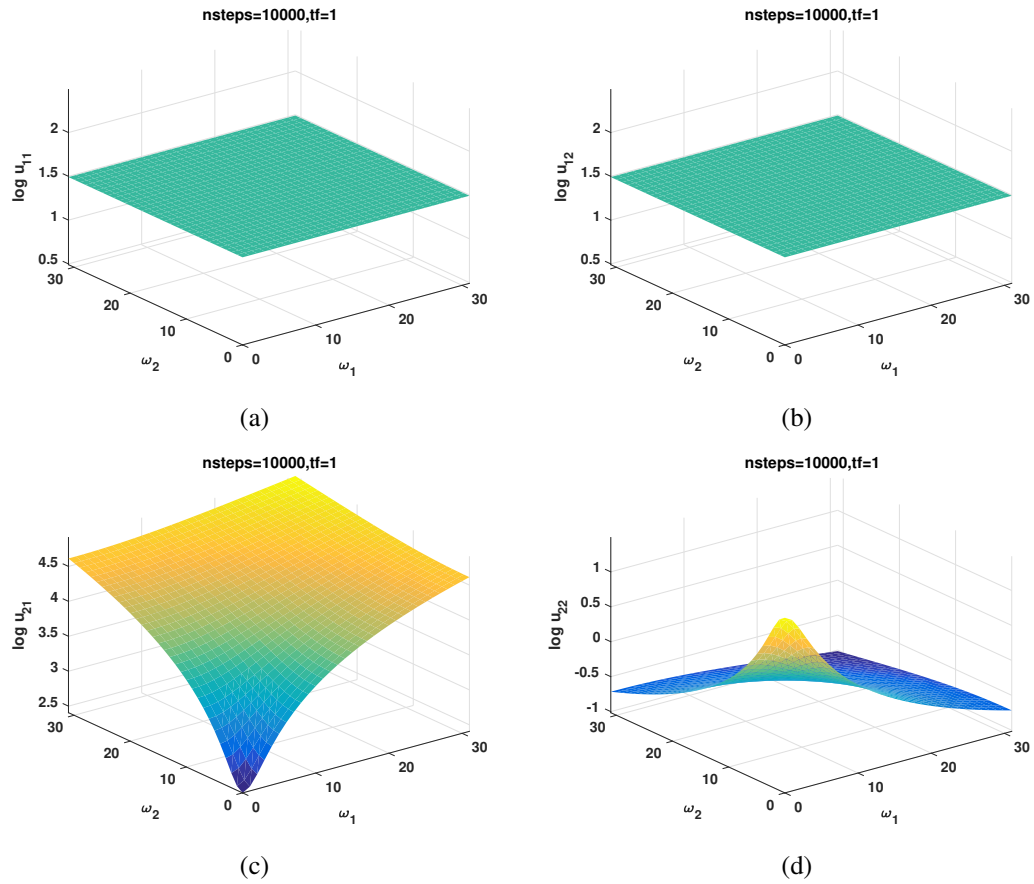 nsteps=10000,tf=1
log u₁₁
2
1.5
1
0.5
30
20
10
0
ω₂
0
10
20
30
ω₁
(a)
nsteps=10000,tf=1
log u₁₂
2
1.5
1
0.5
30
20
10
0
ω₂
0
10
20
30
ω₁
(b)
nsteps=10000,tf=1
log u₂₁
4.5
4
3.5
3
2.5
30
20
10
0
ω₂
0
10
20
30
ω₁
(c)
nsteps=10000,tf=1
log u₂₂
1
0.5
0
-0.5
-1
30
20
10
0
ω₂
0
10
20
30
ω₁
(d)